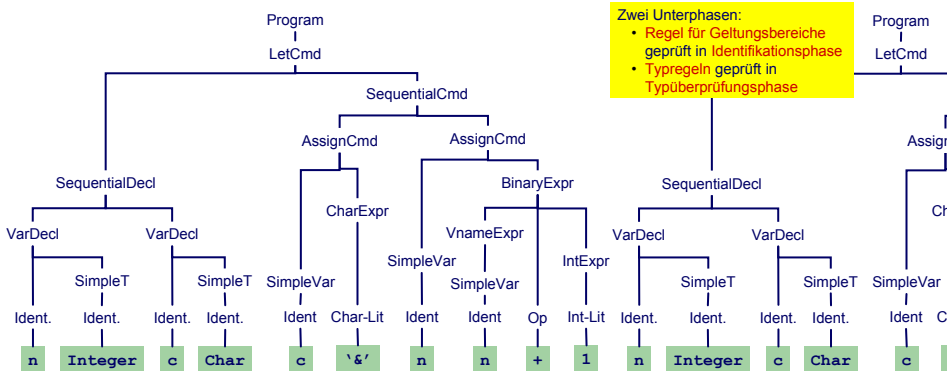 Program
LetCmd
SequentialCmd
AssignCmd AssignCmd
SequentialDecl BinaryExpr
CharExpr
VarDecl VarDecl VnameExpr
SimpleVar IntExpr
SimpleT SimpleT SimpleVar SimpleVar
Ident. Ident. Ident. Ident. Ident Char-Lit Ident Ident Op Int-Lit
n Integer c Char c ‘&’ n n + 1
Zwei Unterphasen:
• Regel für Geltungsbereiche
geprüft in Identifikationsphase
• Typregeln geprüft in
Typüberprüfungsphase
Program
LetCmd
Assign
SequentialDecl
Ch
VarDecl VarDecl
SimpleT SimpleT SimpleVar
Ident. Ident. Ident. Ident. Ident C
n Integer c Char c